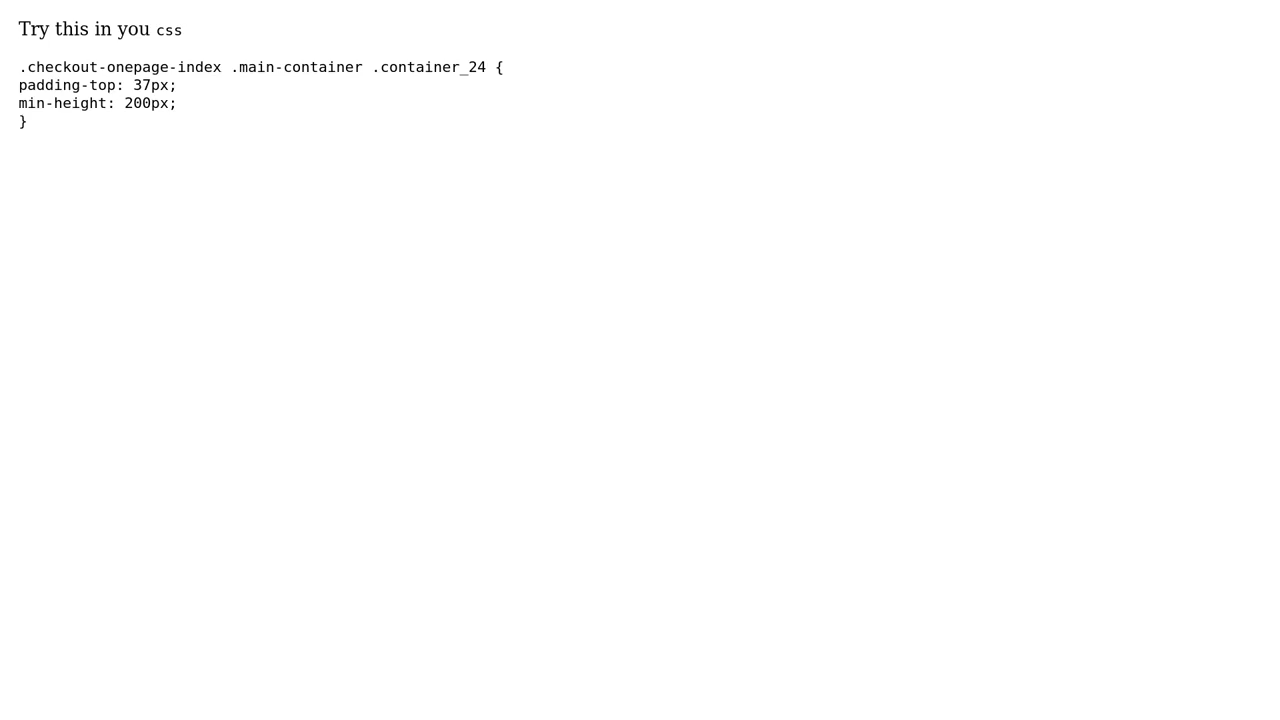 Try this in you css
.checkout-onepage-index .main-container .container_24 {
padding-top: 37px;
min-height: 200px;
}